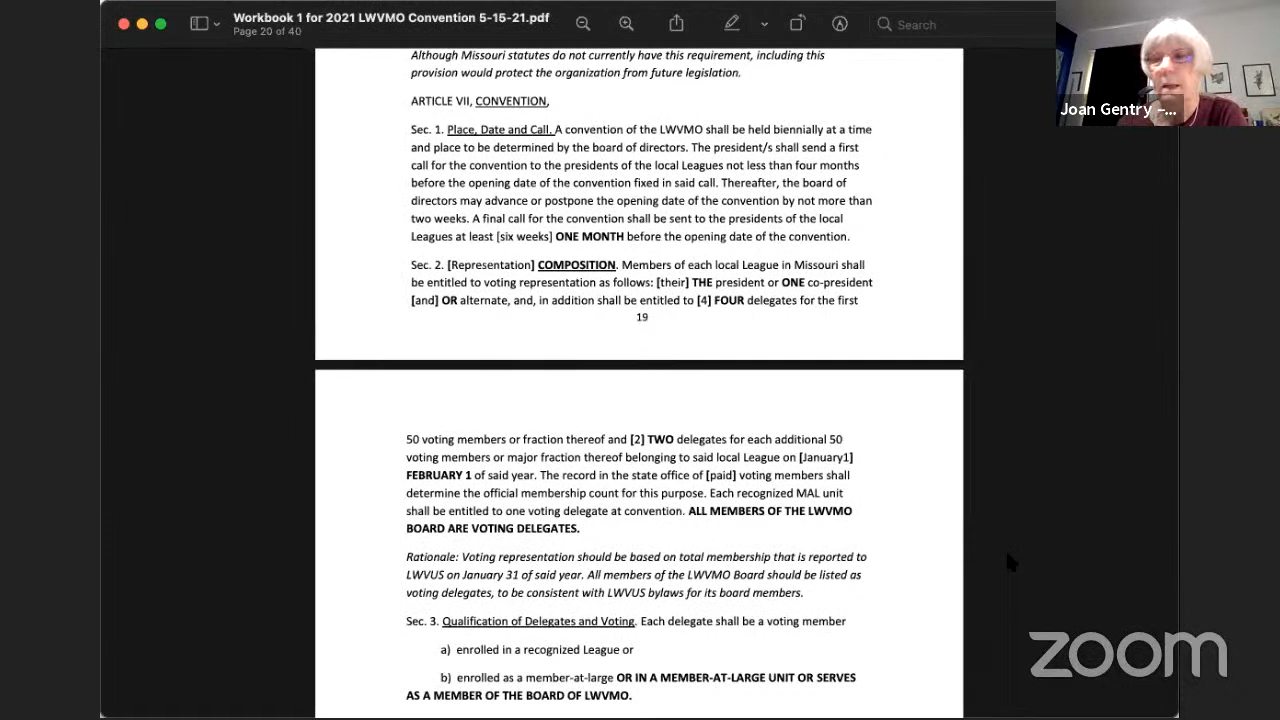 Workbook 1 for 2021 LWVMO Convention 5-15-21.pdf
Page 20 of 40
Search
Although Missouri statutes do not currently have this requirement, including this
provision would protect the organization from future legislation.
ARTICLE VII, CONVENTION,
Sec. 1. Place, Date and Call. A convention of the LWVMO shall be held biennially at a time
and place to be determined by the board of directors. The president/s shall send a first
call for the convention to the presidents of the local Leagues not less than four months
before the opening date of the convention fixed in said call. Thereafter, the board of
directors may advance or postpone the opening date of the convention by not more than
two weeks. A final call for the convention shall be sent to the presidents of the local
Leagues at least [six weeks] ONE MONTH before the opening date of the convention.
Sec. 2. [Representation] COMPOSITION. Members of each local League in Missouri shall
be entitled to voting representation as follows: [their] THE president or ONE co-president
[and] OR alternate, and, in addition shall be entitled to [4] FOUR delegates for the first
19
50 voting members or fraction thereof and [2] TWO delegates for each additional 50
voting members or major fraction thereof belonging to said local League on [January1]
FEBRUARY 1 of said year. The record in the state office of [paid] voting members shall
determine the official membership count for this purpose. Each recognized MAL unit
shall be entitled to one voting delegate at convention. ALL MEMBERS OF THE LWVMO
BOARD ARE VOTING DELEGATES.
Rationale: Voting representation should be based on total membership that is reported to
LWVUS on January 31 of said year. All members of the LWVMO Board should be listed as
voting delegates, to be consistent with LWVUS bylaws for its board members.
Sec. 3. Qualification of Delegates and Voting. Each delegate shall be a voting member
a) enrolled in a recognized League or
b) enrolled as a member-at-large OR IN A MEMBER-AT-LARGE UNIT OR SERVES
AS A MEMBER OF THE BOARD OF LWVMO.
Joan Gentry –...
zoom